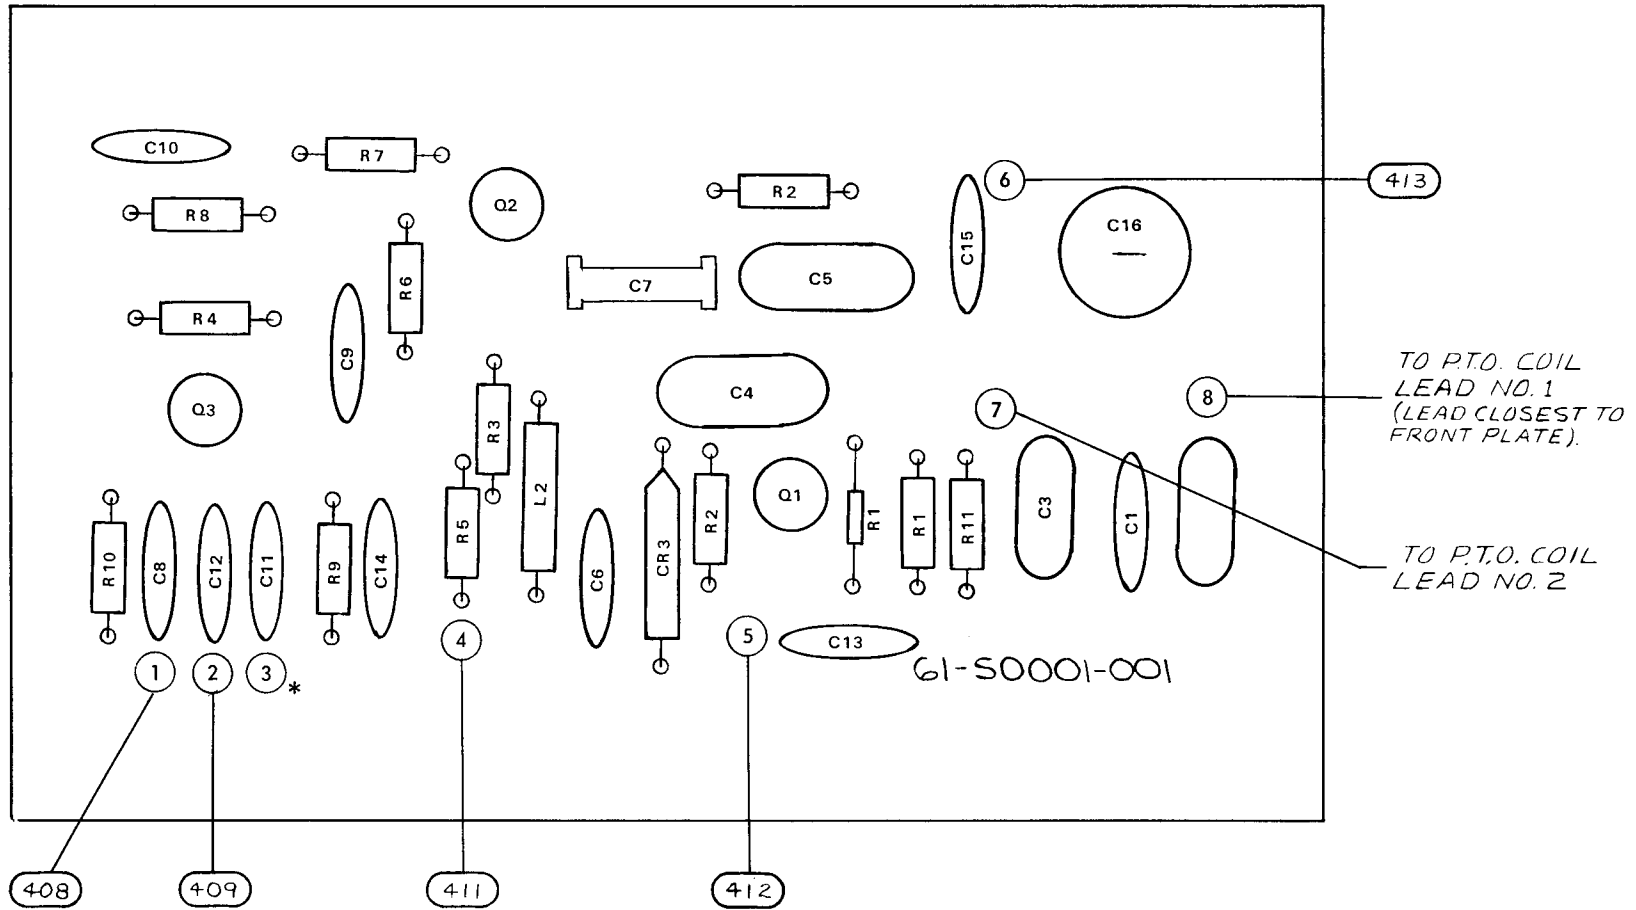 C10
R7
6
413
R8
Q2
R2
C15
C16
R6
C7
C5
R4
C9
TO P.T.O. COIL
LEAD NO. 1
(LEAD CLOSEST TO
FRONT PLATE).
8
7
Q3
C4
R3
L2
Q1
R5
CR3
R2
R1
R1
R11
C3
C1
R10
C8
C12
C11
R9
C14
C6
TO P.T.O. COIL
LEAD NO. 2
4
5
C13
61-S0001-001
1
2
3 *
408
409
411
412